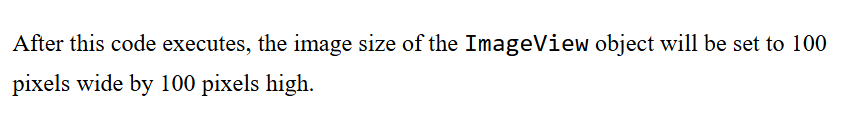 After this code executes, the image size of the ImageView object will be set to 100
pixels wide by 100 pixels high.